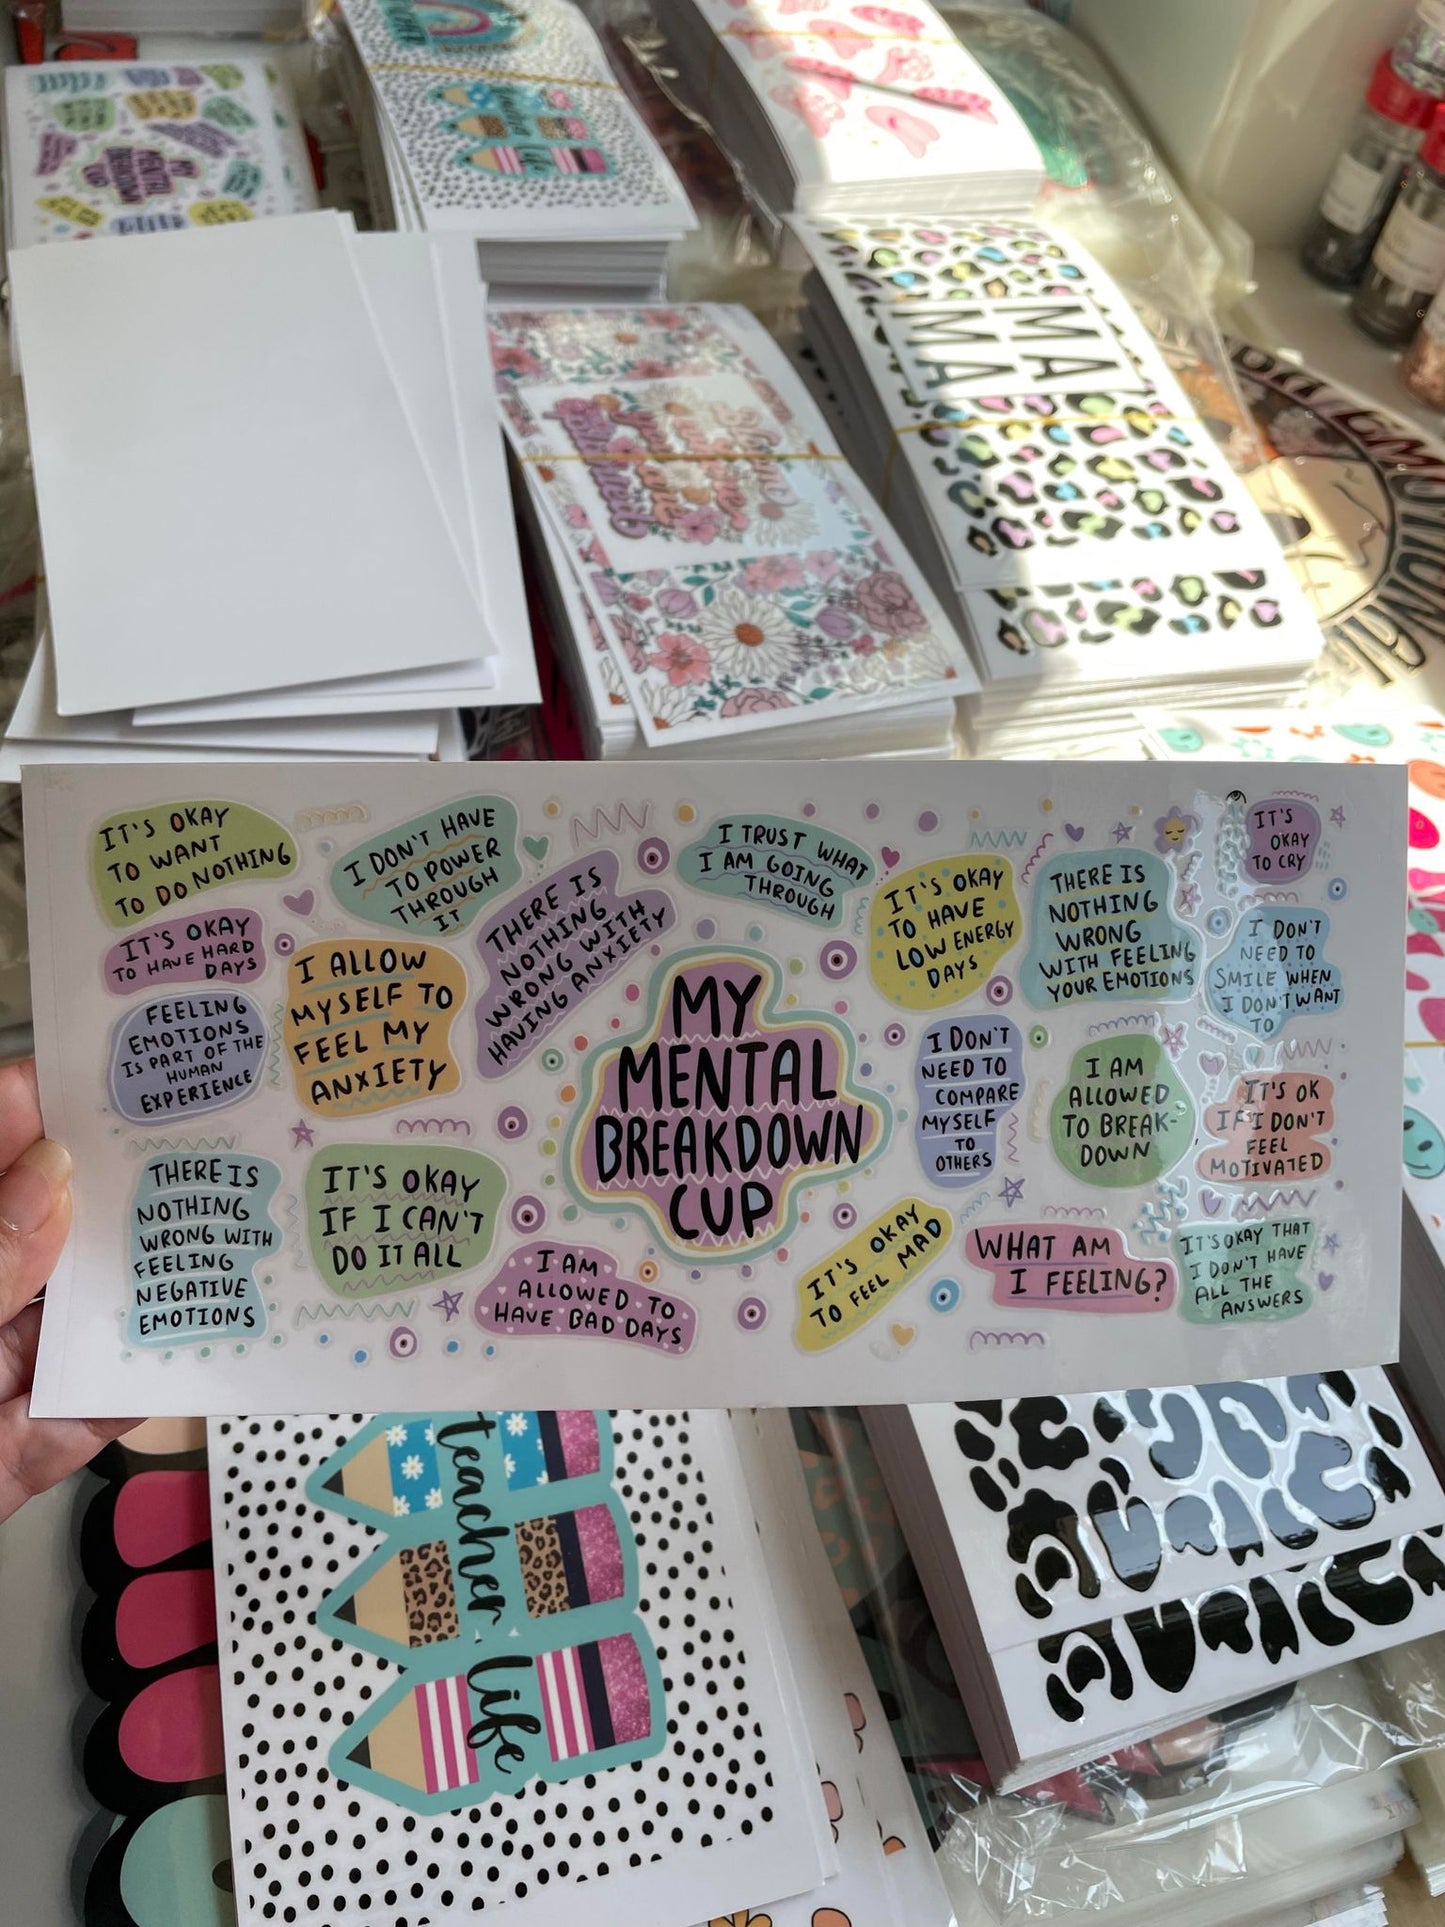 MY
MENTAL
BREAKDOWN
CUP
teacher
life
MA
MA
IT'S OKAY
TO WANT
TO DO NOTHING
I DON'T HAVE
TO POWER
THROUGH
IT
THERE IS
NOTHING
WRONG WITH
HAVING ANXIETY
I TRUST WHAT
I AM GOING
THROUGH
IT'S OKAY
TO HAVE
LOW ENERGY
DAYS
THERE IS
NOTHING
WRONG
WITH FEELING
YOUR EMOTIONS
IT'S
OKAY
TO CRY
IT'S OKAY
TO HAVE HARD
DAYS
I ALLOW
MYSELF TO
FEEL MY
ANXIETY
I DON'T
NEED TO
SMILE WHEN
I DON'T WANT
TO
FEELING
EMOTIONS
IS PART OF THE
HUMAN
EXPERIENCE
MY
MENTAL
BREAKDOWN
CUP
I DON'T
NEED TO
COMPARE
MYSELF
TO
OTHERS
I AM
ALLOWED
TO BREAK-
DOWN
IT'S OK
IF I DON'T
FEEL
MOTIVATED
THERE IS
NOTHING
WRONG WITH
FEELING
NEGATIVE
EMOTIONS
IT'S OKAY
IF I CAN'T
DO IT ALL
I AM
ALLOWED TO
HAVE BAD DAYS
IT'S OKAY
TO FEEL MAD
WHAT AM
I FEELING?
IT'S OKAY THAT
I DON'T HAVE
ALL THE
ANSWERS
teacher
life